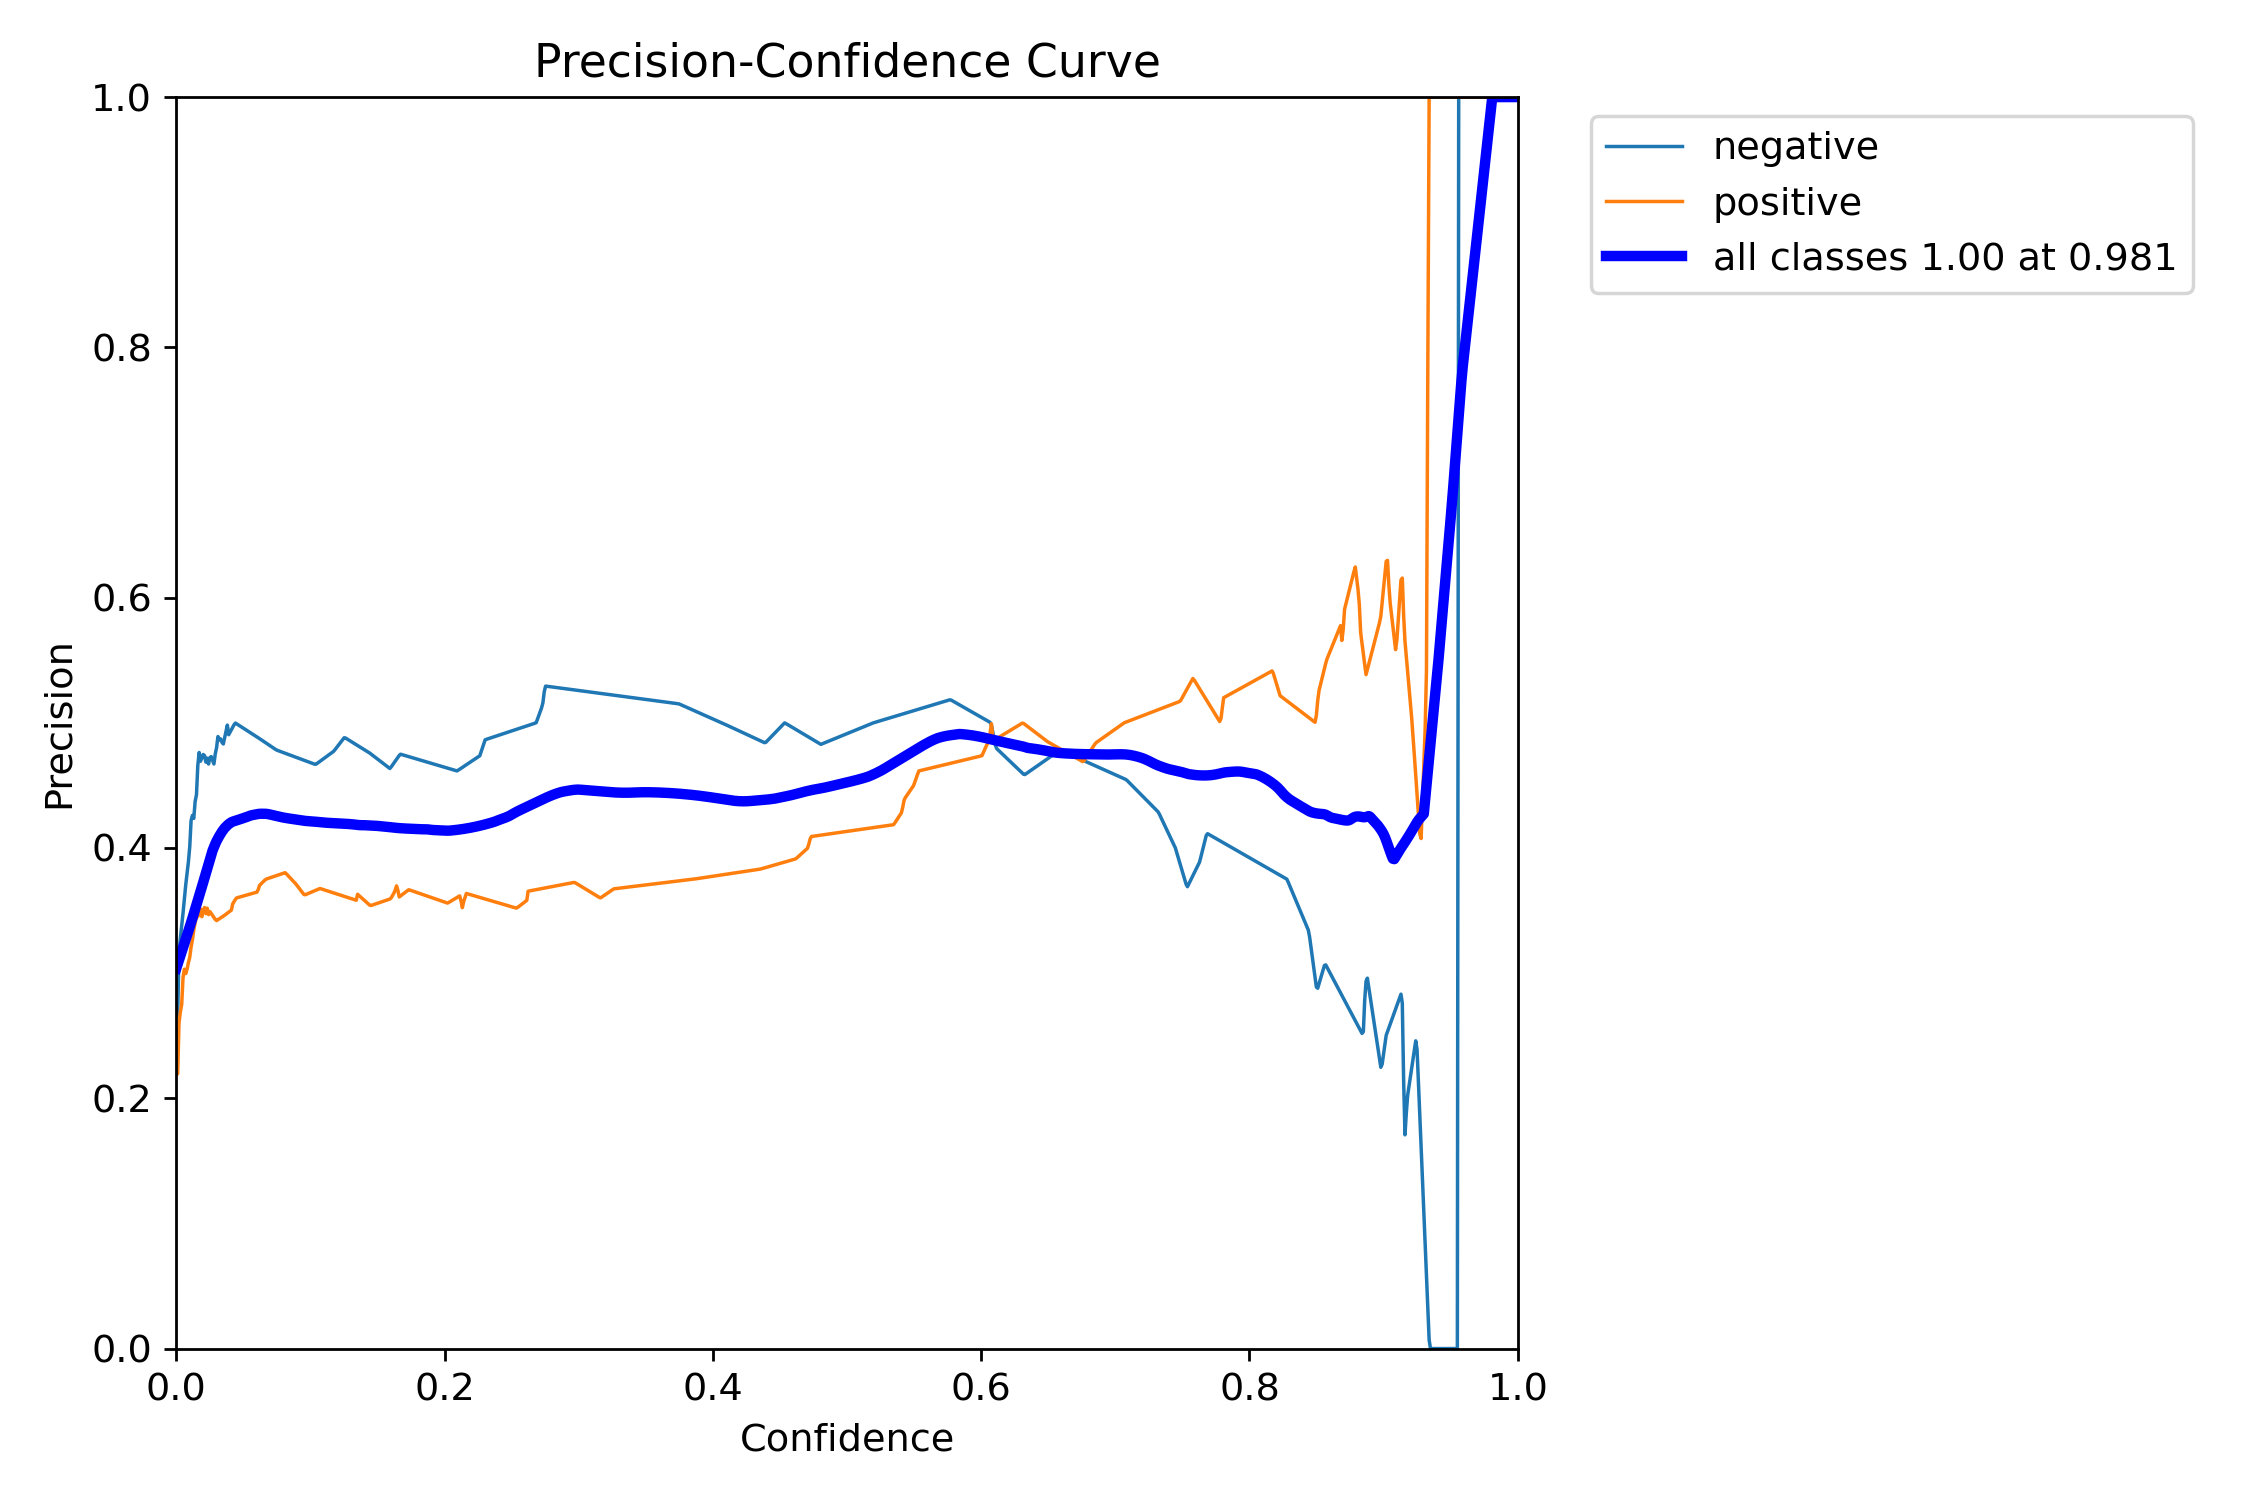 Precision-Confidence Curve
1.0
0.8
0.6
0.4
0.2
0.0
Precision
0.0 0.2 0.4 0.6 0.8 1.0
Confidence
negative
positive
all classes 1.00 at 0.981